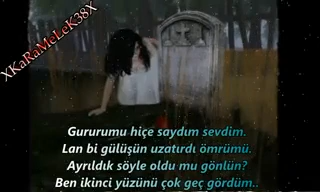 XKaRaMeLeK38X
Gururumu hiçe saydım sevdim.
Lan bi gülüşün uzatırdı ömrümü.
Ayrıldık söyle oldu mu gönlün?
Ben ikinci yüzünü çok geç gördüm..